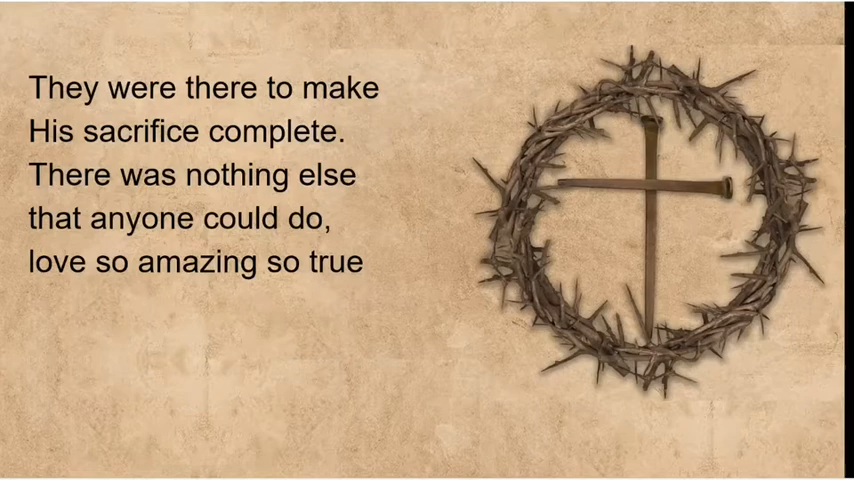 They were there to make
His sacrifice complete.
There was nothing else
that anyone could do,
love so amazing so true